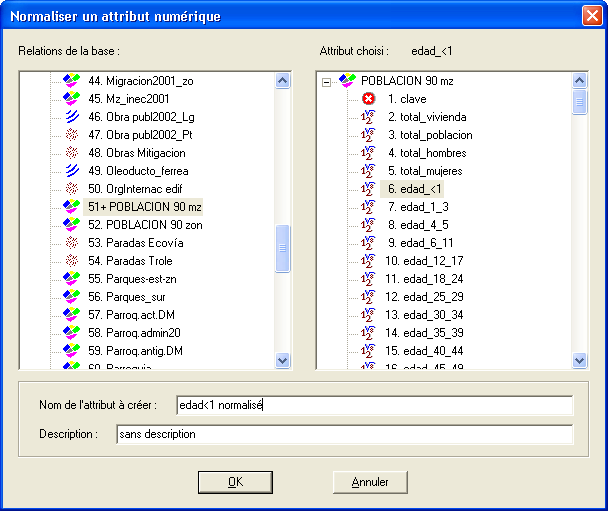 Normaliser un attribut numérique
Relations de la base :
44. Migracion2001_zo
45. Mz_inec2001
46. Obra publ2002_Lg
47. Obra publ2002_Pt
48. Obras Mitigacion
49. Oleoducto_ferrea
50. OrgInternac edif
51+ POBLACION 90 mz
52. POBLACION 90 zon
53. Paradas Ecovía
54. Paradas Trole
55. Parques-est-zn
56. Parques_sur
57. Parroq.act.DM
58. Parroq.admin20
59. Parroq.antig.DM
60. Parroquia
Attribut choisi : edad_<1
POBLACION 90 mz
1. clave
2. total_vivienda
3. total_poblacion
4. total_hombres
5. total_mujeres
6. edad_<1
7. edad_1_3
8. edad_4_5
9. edad_6_11
10. edad_12_17
11. edad_18_24
12. edad_25_29
13. edad_30_34
14. edad_35_39
15. edad_40_44
16. edad_45_49
Nom de l'attribut à créer : edad<1 normalisé
Description : sans description
OK
Annuler